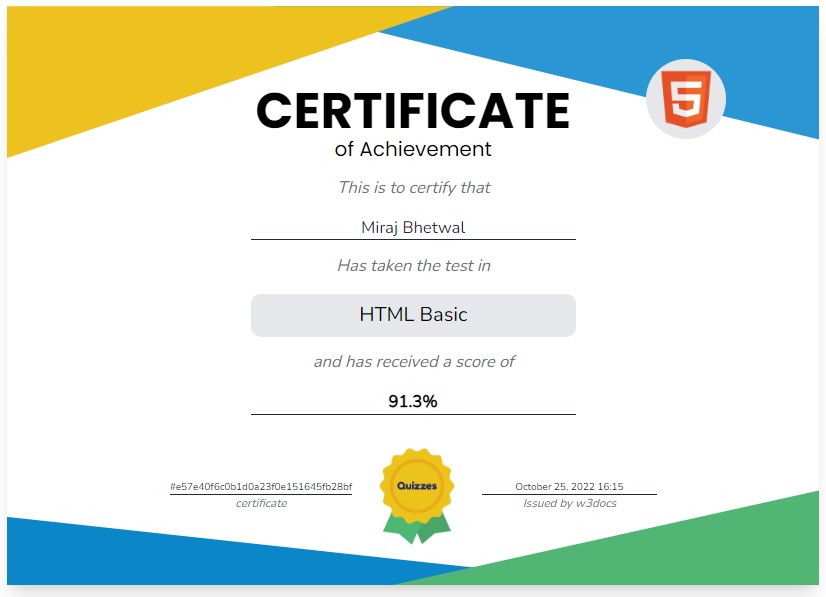 CERTIFICATE
of Achievement
This is to certify that
Miraj Bhetwal
Has taken the test in
HTML Basic
and has received a score of
91.3%
#e57e40f6c0b1d0a23f0e151645fb28bf
certificate
Quizzes
October 25, 2022 16:15
Issued by w3docs